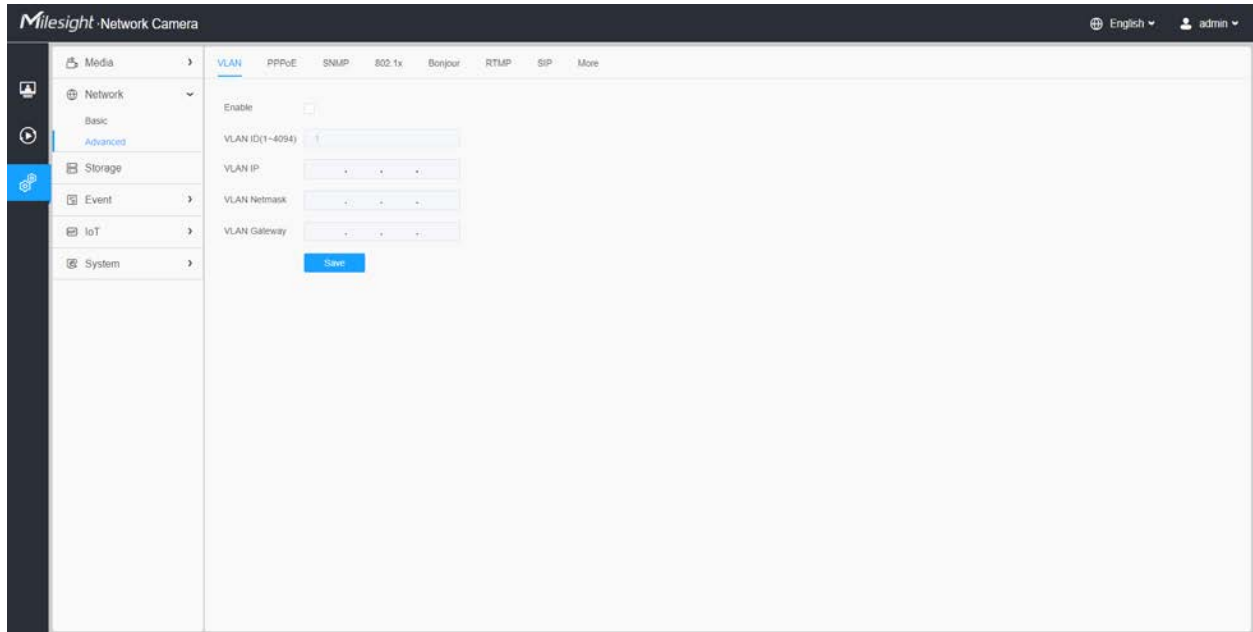 Milesight · Network Camera
English
admin
Media
Network
Basic
Advanced
Storage
Event
IoT
System
VLAN PPPoE SNMP 802.1x Bonjour RTMP SIP More
Enable
VLAN ID(1~4094) 1
VLAN IP . . .
VLAN Netmask . . .
VLAN Gateway . . .
Save